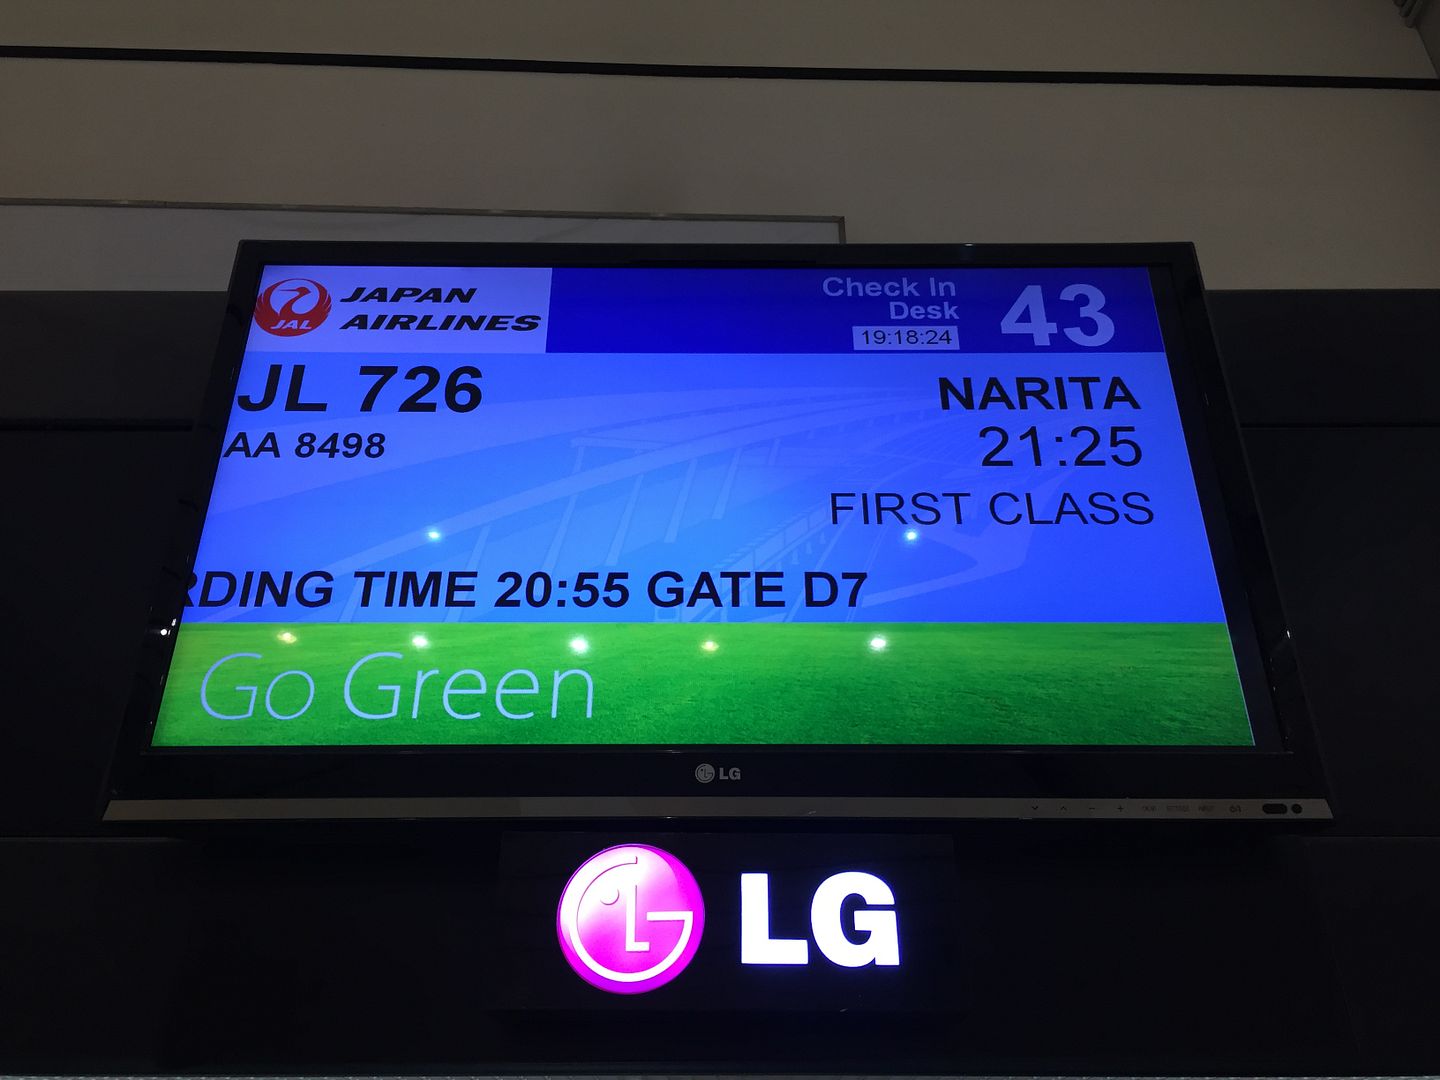 JAPAN
AIRLINES
JAL
Check In
Desk
19:18:24
43
JL 726
NARITA
AA 8498
21:25
FIRST CLASS
RDING TIME 20:55 GATE D7
Go Green
LG
LG